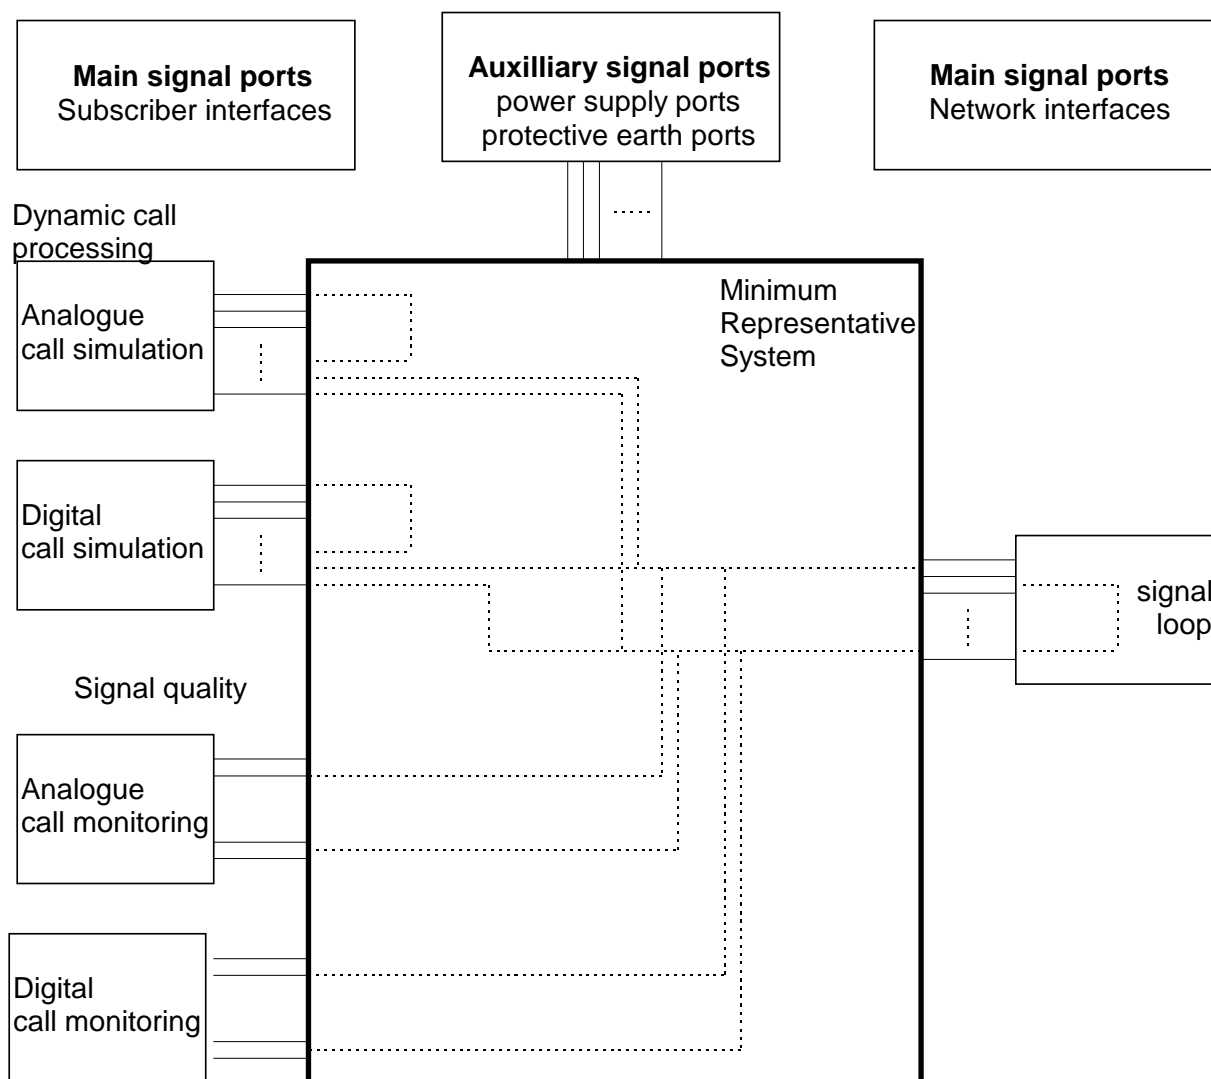 Main signal ports
Subscriber interfaces
Auxilliary signal ports
power supply ports
protective earth ports
Main signal ports
Network interfaces
Dynamic call
processing
Analogue
call simulation
Minimum
Representative
System
Digital
call simulation
signal
loop
Signal quality
Analogue
call monitoring
Digital
call monitoring